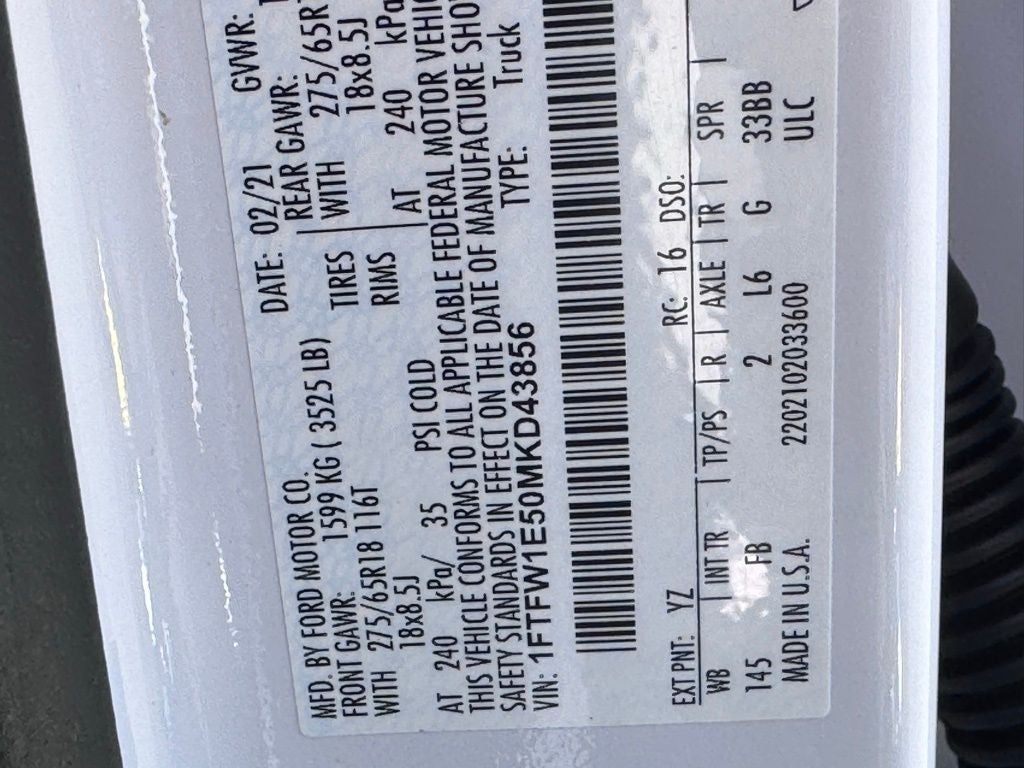 MFD. BY FORD MOTOR CO. DATE: 02/21 GVWR:
FRONT GAWR: 1599 KG ( 3525 LB) REAR GAWR:
WITH 275/65R18 116T TIRES WITH 275/65R
18x8.5J RIMS 18x8.5J
AT 240 kPa/ 35 PSI COLD AT 240 kPa
THIS VEHICLE CONFORMS TO ALL APPLICABLE FEDERAL MOTOR VEHIC
SAFETY STANDARDS IN EFFECT ON THE DATE OF MANUFACTURE SHO
VIN: 1FTFW1E50MKD43856 TYPE: Truck
EXT PNT: YZ RC: 16 DSO:
WB | INT TR | TP/PS | R | AXLE | TR | SPR |
145 FB 2 L6 G 33BB
MADE IN U.S.A. 2202102033600 ULC